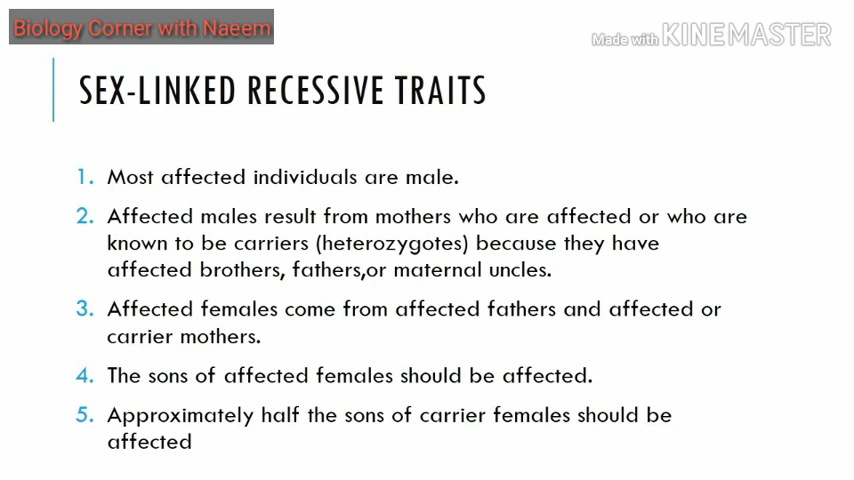 Biology Corner with Naeem
Made with KINEMASTER
SEX-LINKED RECESSIVE TRAITS
1. Most affected individuals are male.
2. Affected males result from mothers who are affected or who are
known to be carriers (heterozygotes) because they have
affected brothers, fathers,or maternal uncles.
3. Affected females come from affected fathers and affected or
carrier mothers.
4. The sons of affected females should be affected.
5. Approximately half the sons of carrier females should be
affected